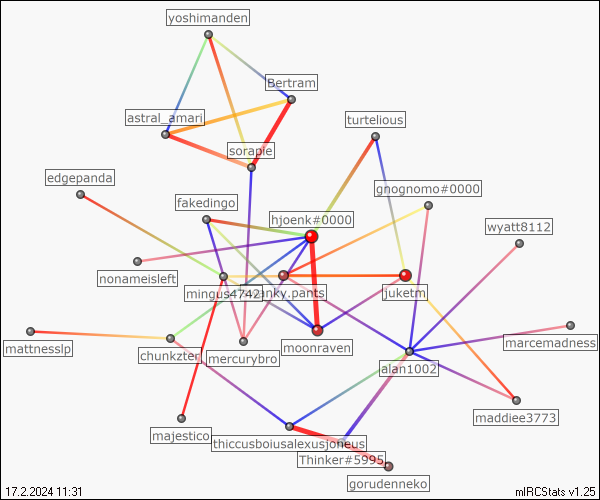 yoshimanden
Bertram
astral_amari
turtelious
sorapie
edgepanda
gnognomo#0000
fakedingo
hjoenk#0000
wyatt8112
nonameisleft
juketm
mingus4742
anky.pants
marcemadness
mattnesslp
moonraven
chunkzter
mercurybro
alan1002
maddiee3773
majestico
thiccusboiusalexusjoneus
Thinker#5995
gorudenneko
17.2.2024 11:31
mIRCStats v1.25